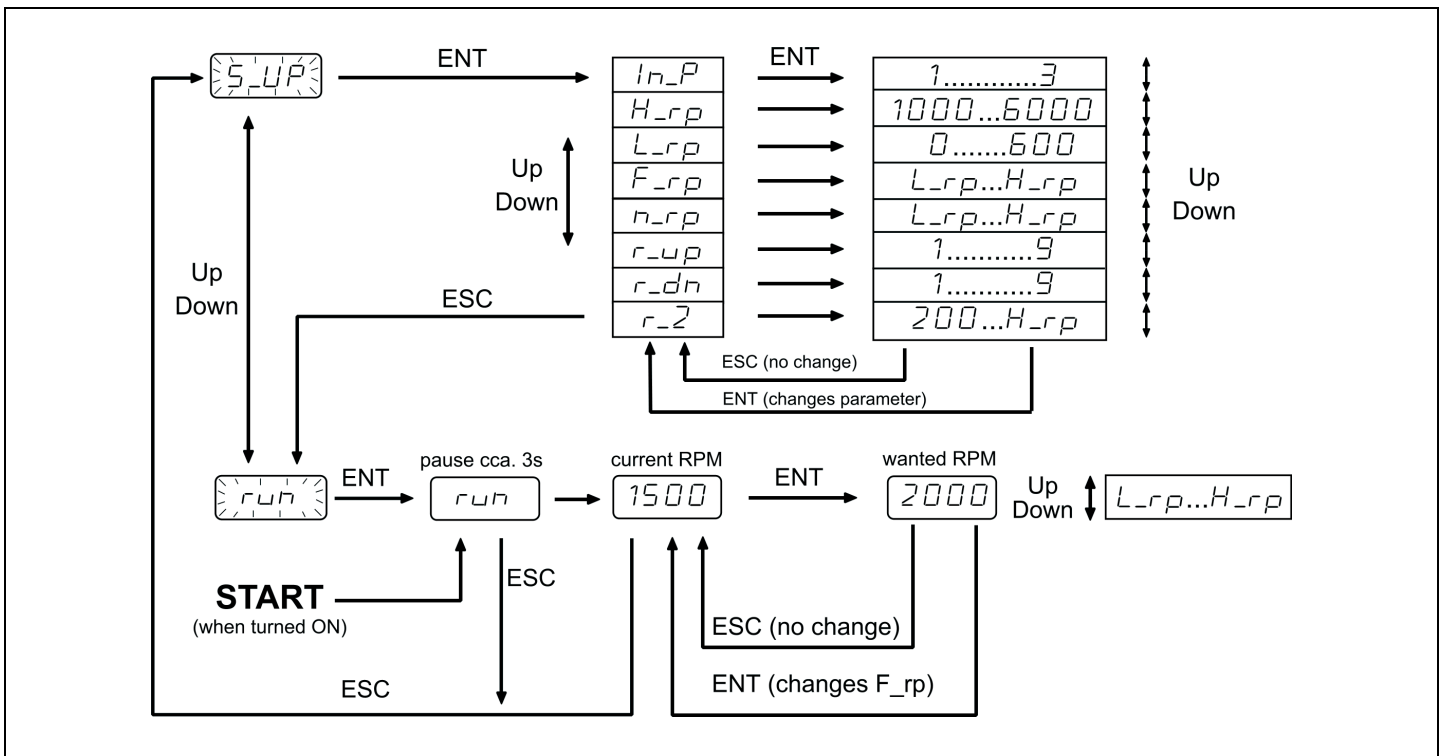 S_UP
ENT
In_P
ENT
1...........3
H_rp
1000...6000
L_rp
0.......600
Up
Down
F_rp
L_rp...H_rp
Up
Down
n_rp
L_rp...H_rp
r_up
1...........9
Up
Down
r_dn
1...........9
ESC
r_2
200...H_rp
ESC (no change)
ENT (changes parameter)
run
ENT
pause cca. 3s
run
current RPM
1500
ENT
wanted RPM
2000
Up
Down
L_rp...H_rp
START
(when turned ON)
ESC
ESC (no change)
ESC
ENT (changes F_rp)